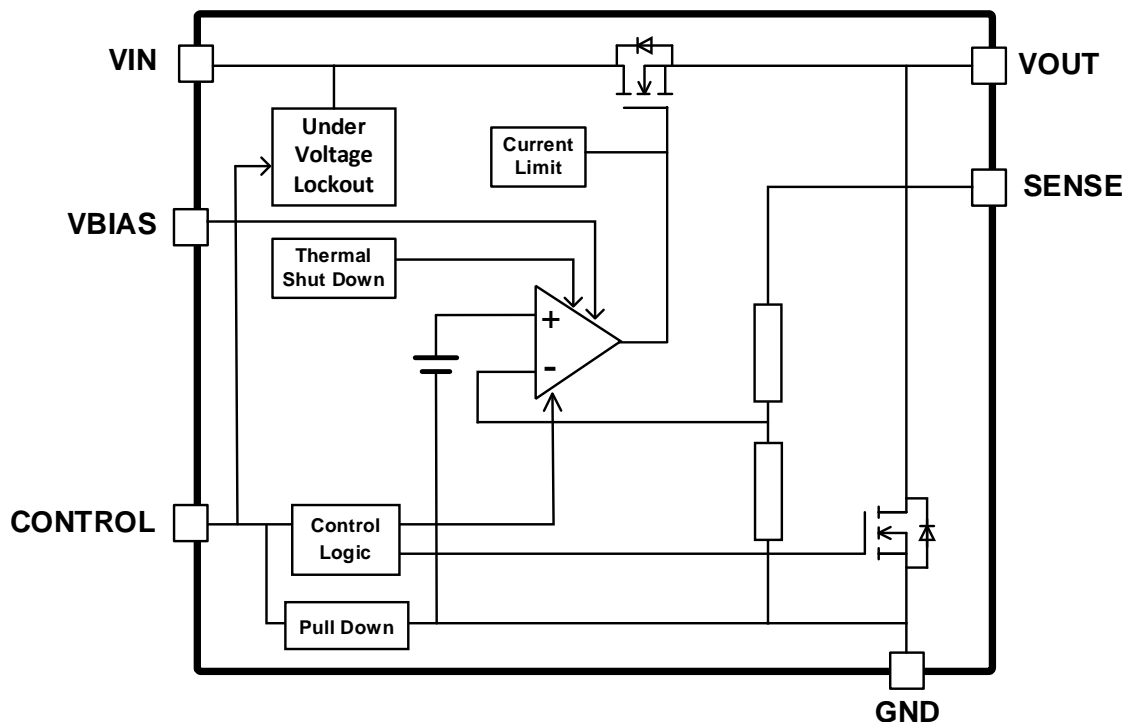 VIN
VOUT
Under
Voltage
Lockout
Current
Limit
SENSE
VBIAS
Thermal
Shut Down
+
-
CONTROL
Control
Logic
Pull Down
GND